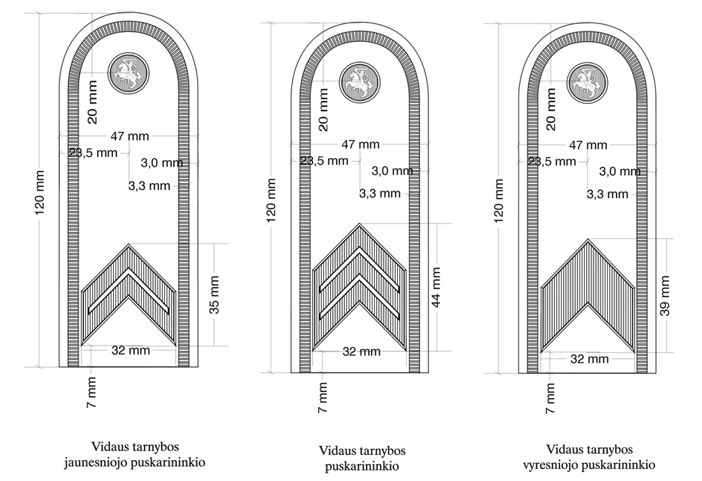 20 mm
47 mm
23,5 mm
3,0 mm
3,3 mm
120 mm
35 mm
32 mm
7 mm
Vidaus tarnybos
jaunesniojo puskarininkio
20 mm
47 mm
23,5 mm
3,0 mm
3,3 mm
120 mm
44 mm
32 mm
7 mm
Vidaus tarnybos
puskarininkio
20 mm
47 mm
23,5 mm
3,0 mm
3,3 mm
120 mm
39 mm
32 mm
7 mm
Vidaus tarnybos
vyresniojo puskarininkio